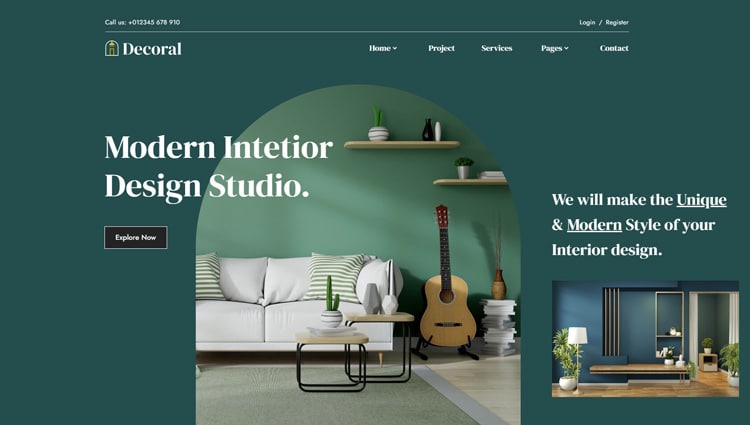 Call us: +012345 678 910
Login / Register
Decoral
Home
Project
Services
Pages
Contact
Modern Intetior
Design Studio.
Explore Now
We will make the Unique
& Modern Style of your
Interior design.